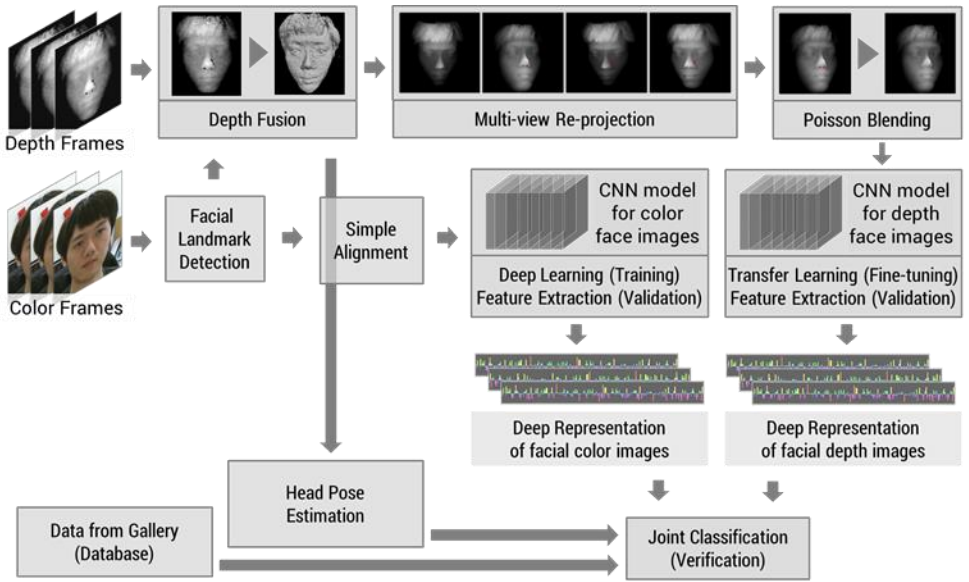 Depth Frames
Depth Fusion
Multi-view Re-projection
Poisson Blending
Color Frames
Facial
Landmark
Detection
Simple
Alignment
CNN model
for color
face images
Deep Learning (Training)
Feature Extraction (Validation)
CNN model
for depth
face images
Transfer Learning (Fine-tuning)
Feature Extraction (Validation)
Deep Representation
of facial color images
Deep Representation
of facial depth images
Head Pose
Estimation
Data from Gallery
(Database)
Joint Classification
(Verification)